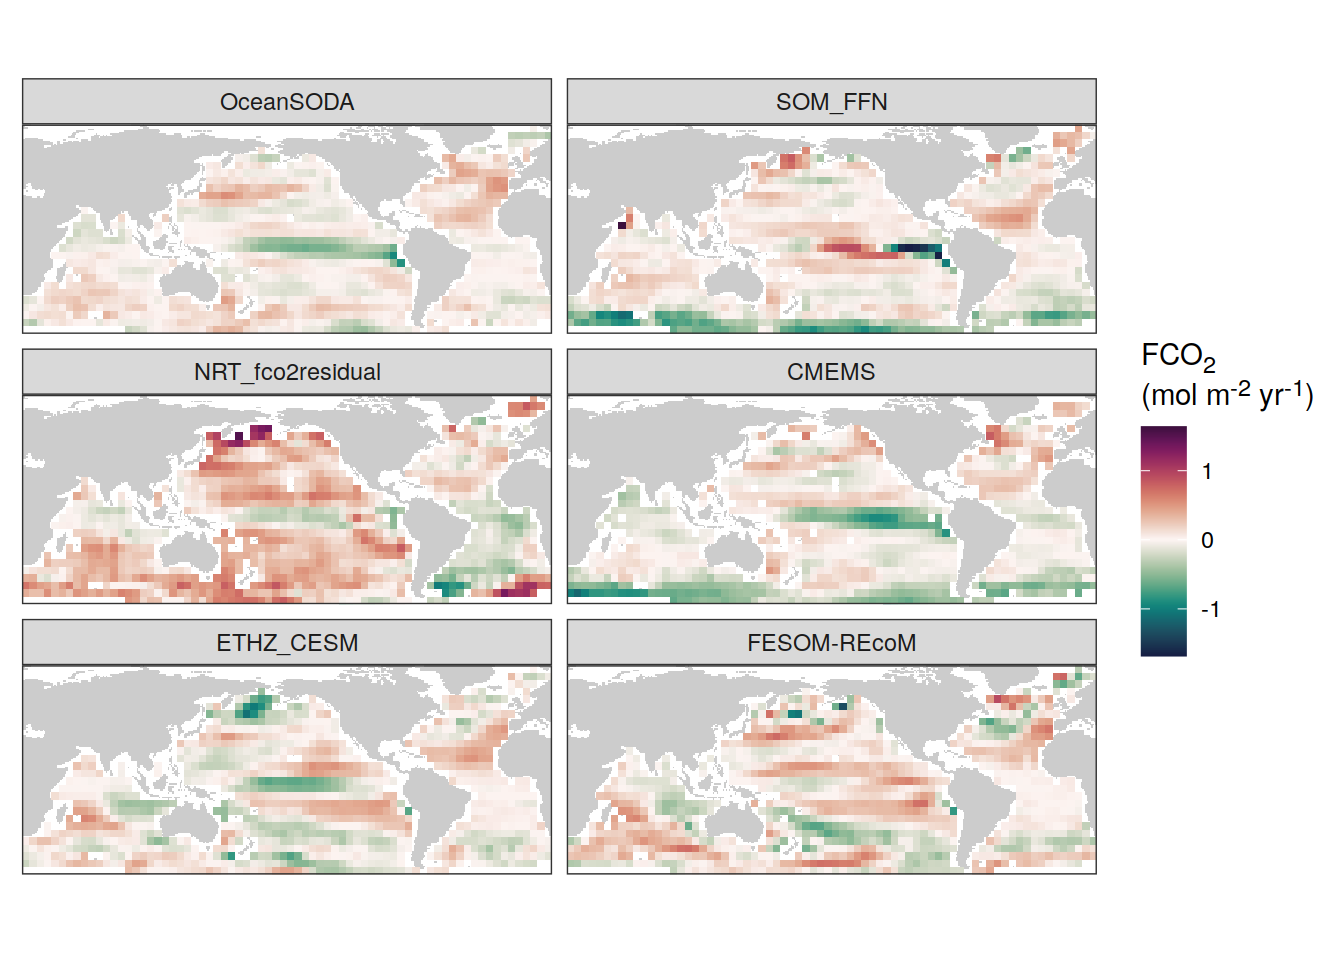 OceanSODA
SOM_FFN
NRT_fco2residual
CMEMS
ETHZ_CESM
FESOM-REcoM
FCO₂
(mol m⁻² yr⁻¹)
1
0
-1